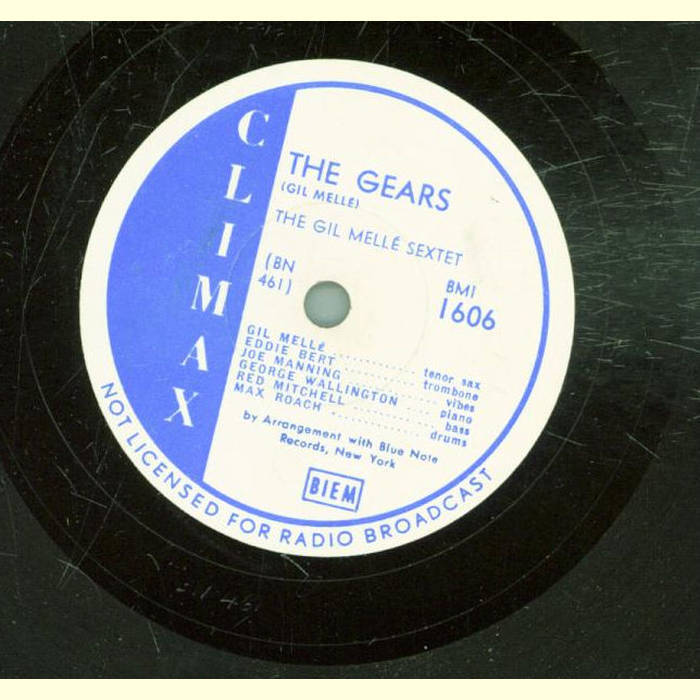 CLIMAX
THE GEARS
(GIL MELLÉ)
THE GIL MELLÉ SEXTET
(BN
461)
BMI
1606
GIL MELLÉ .............. tenor sax
EDDIE BERT ........... trombone
JOE MANNING ............ vibes
GEORGE WALLINGTON .... piano
RED MITCHELL ............ bass
MAX ROACH ............. drums
by Arrangement with Blue Note
Records, New York
BIEM
NOT LICENSED FOR RADIO BROADCAST